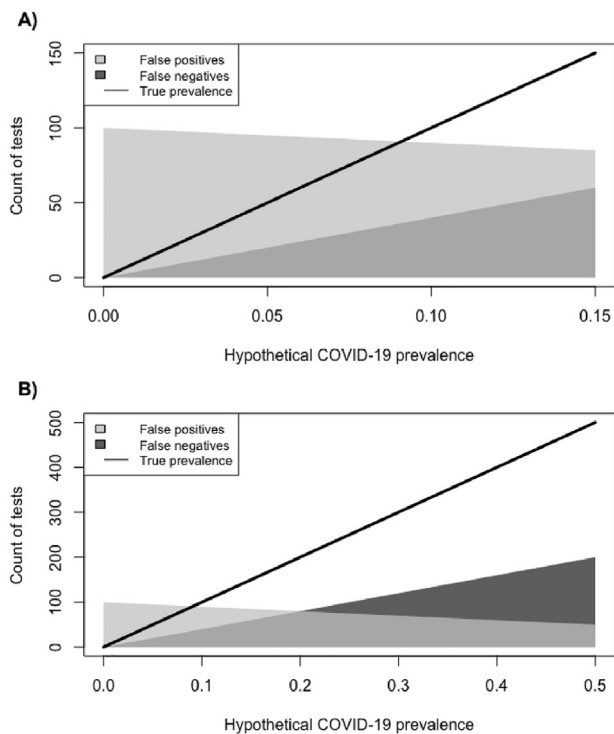 A)
150
100
50
0
Count of tests
False positives
False negatives
True prevalence
0.00 0.05 0.10 0.15
Hypothetical COVID-19 prevalence
B)
500
400
300
200
100
0
Count of tests
False positives
False negatives
True prevalence
0.0 0.1 0.2 0.3 0.4 0.5
Hypothetical COVID-19 prevalence